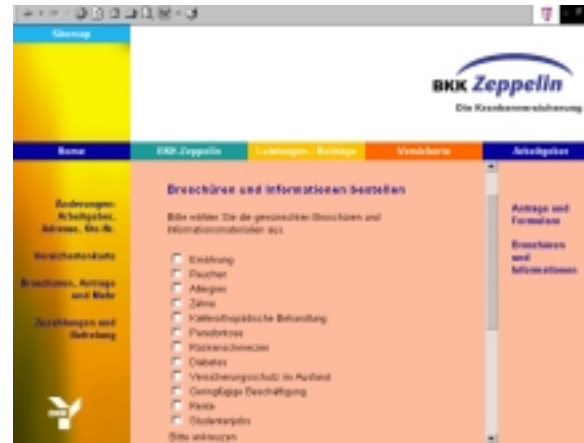 Sitemap
BKK Zeppelin
Die Krankenversicherung
Home
BKK-Zeppelin
Leistungen / Beiträge
Versicherte
Arbeitgeber
Änderungen:
Arbeitgeber,
Adresse, Sto-Nr.
Versichertenkarte
Broschüren, Anträge
und Mehr
Zuzahlungen und
Befreiung
BKK
Broschüren und Informationen bestellen
Bitte wählen Sie die gewünschten Broschüren und
Informationsmaterialien aus.
Ernährung
Rauchen
Allergien
Zähne
Kieferorthopädische Behandlung
Parodontose
Rückenschmerzen
Diabetes
Versicherungsschutz im Ausland
Geringfügige Beschäftigung
Rente
Studentenjobs
Bitte ankreuzen
Anträge und
Formulare
Broschüren
und
Informationen